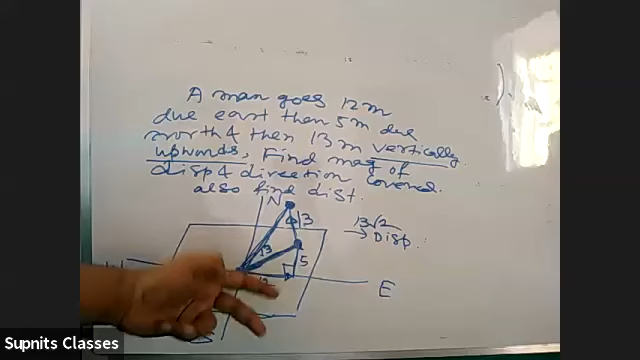 A man goes 12m
due east then 5m due
north & then 13m vertically
upwards, Find mag of
disp & direction covered.
also find dist.
N
13
13√2
→ Disp.
13
5
12
E
Supnits Classes